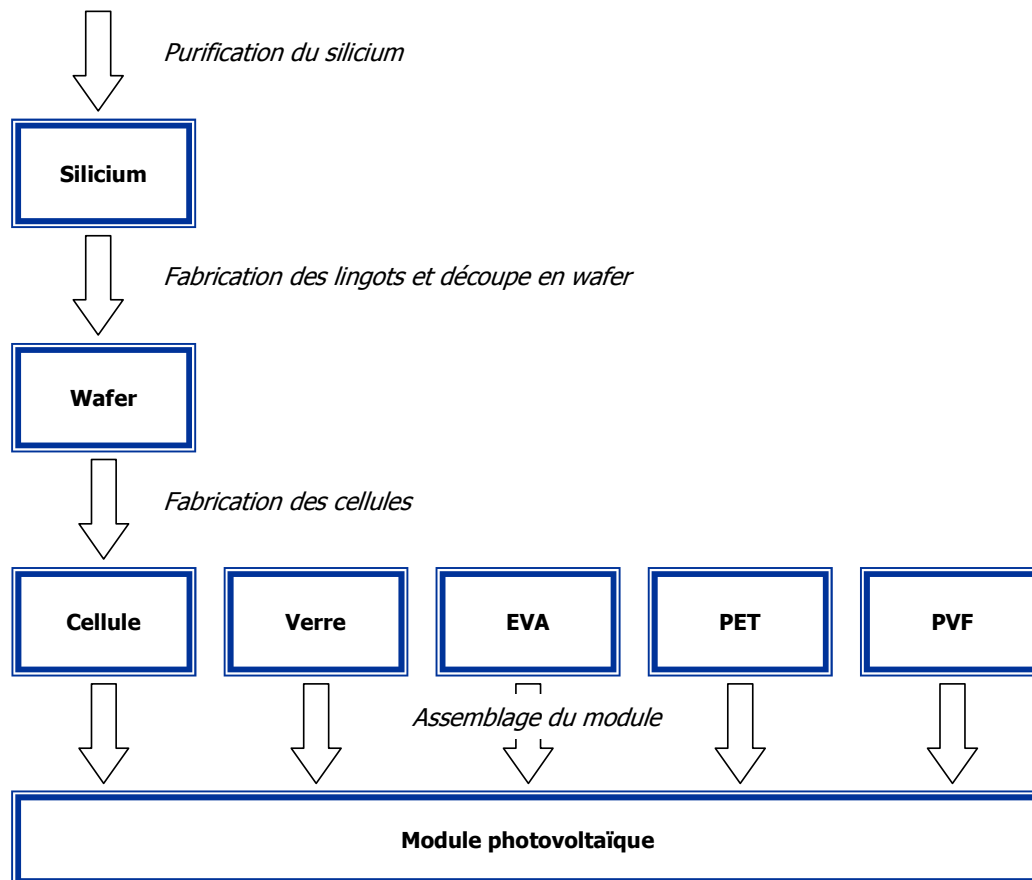 Purification du silicium
Silicium
Fabrication des lingots et découpe en wafer
Wafer
Fabrication des cellules
Cellule
Verre
EVA
PET
PVF
Assemblage du module
Module photovoltaïque